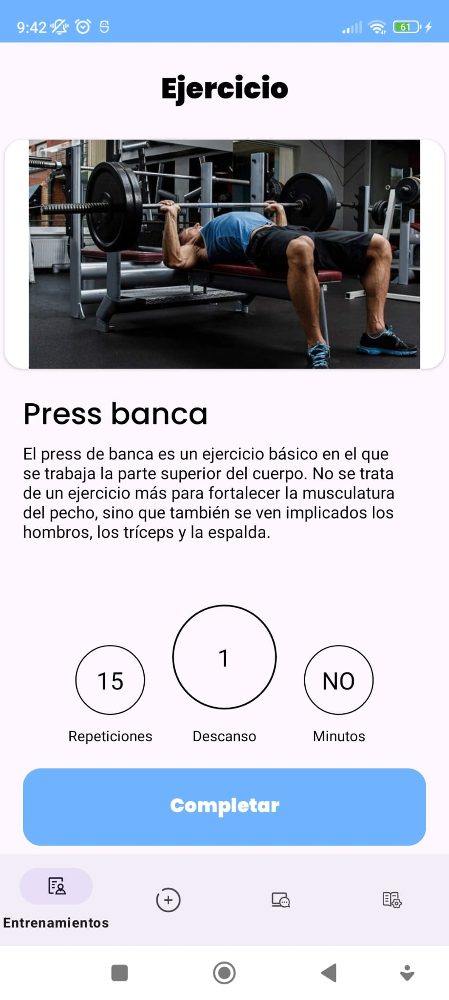 9:42
61
Ejercicio
Press banca
El press de banca es un ejercicio básico en el que
se trabaja la parte superior del cuerpo. No se trata
de un ejercicio más para fortalecer la musculatura
del pecho, sino que también se ven implicados los
hombros, los tríceps y la espalda.
15
1
NO
Repeticiones
Descanso
Minutos
Completar
Entrenamientos